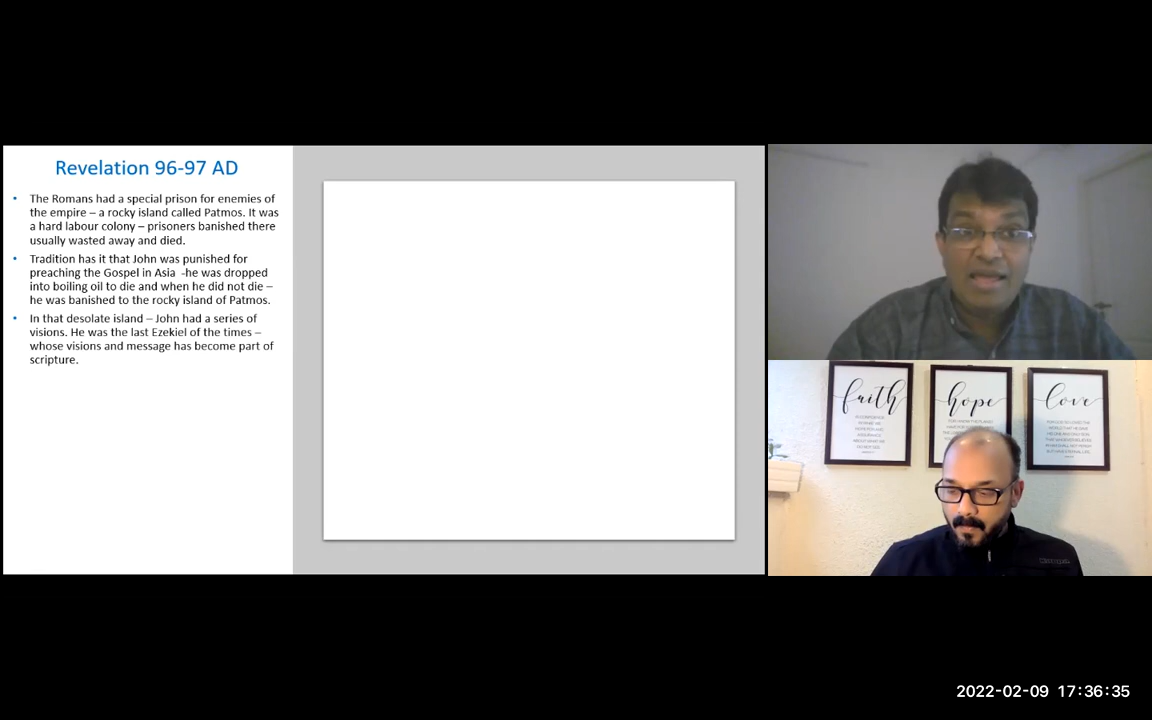 Revelation 96-97 AD
• The Romans had a special prison for enemies of
the empire – a rocky island called Patmos. It was
a hard labour colony – prisoners banished there
usually wasted away and died.
• Tradition has it that John was punished for
preaching the Gospel in Asia -he was dropped
into boiling oil to die and when he did not die –
he was banished to the rocky island of Patmos.
• In that desolate island – John had a series of
visions. He was the last Ezekiel of the times –
whose visions and message has become part of
scripture.
faith
hope
love
2022-02-09 17:36:35